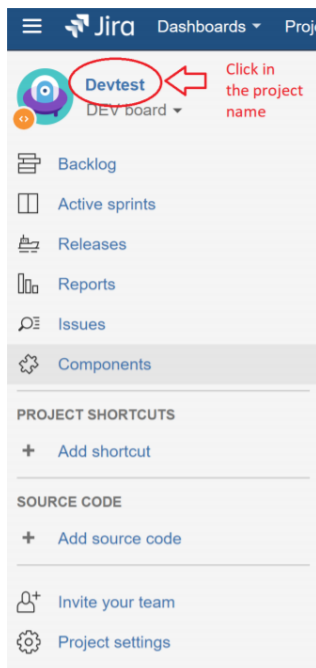 Jira Dashboards Proj
Devtest
DEV board
Click in
the project
name
Backlog
Active sprints
Releases
Reports
Issues
Components
PROJECT SHORTCUTS
+ Add shortcut
SOURCE CODE
+ Add source code
Invite your team
Project settings